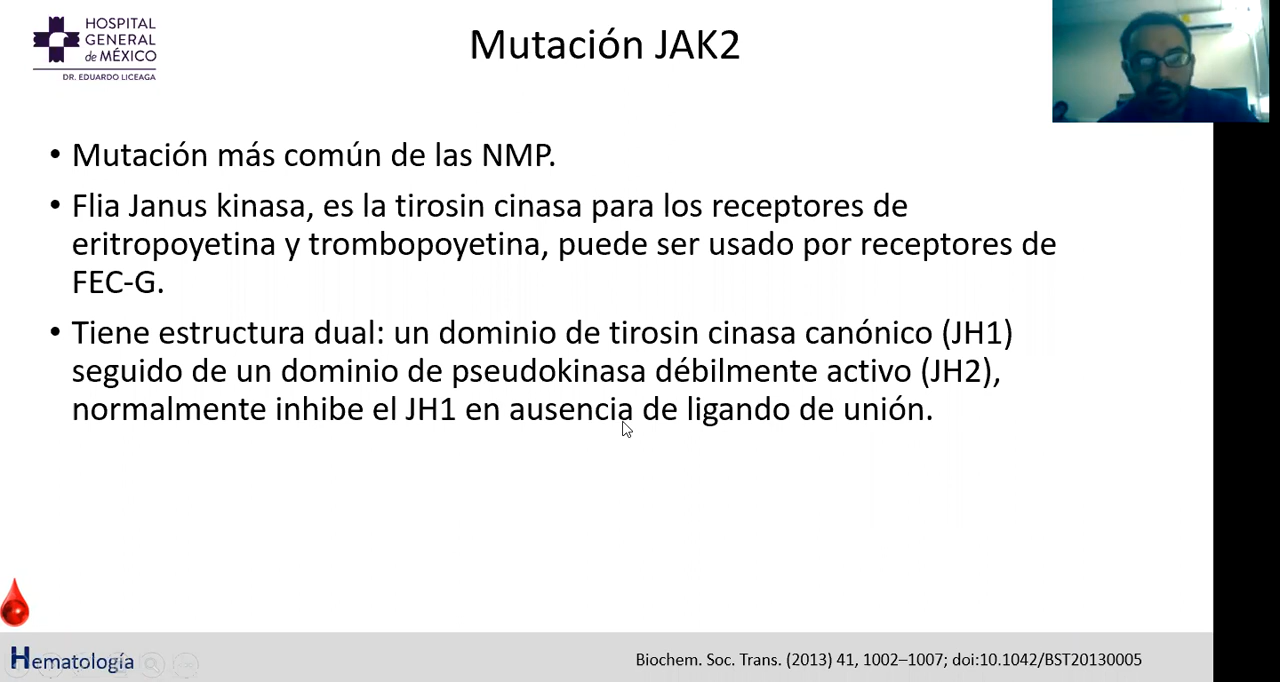 HOSPITAL
GENERAL
de MÉXICO
DR. EDUARDO LICEAGA
Mutación JAK2
• Mutación más común de las NMP.
• Flia Janus kinasa, es la tirosin cinasa para los receptores de
eritropoyetina y trombopoyetina, puede ser usado por receptores de
FEC-G.
• Tiene estructura dual: un dominio de tirosin cinasa canónico (JH1)
seguido de un dominio de pseudokinasa débilmente activo (JH2),
normalmente inhibe el JH1 en ausencia de ligando de unión.
Hematología
Biochem. Soc. Trans. (2013) 41, 1002–1007; doi:10.1042/BST20130005